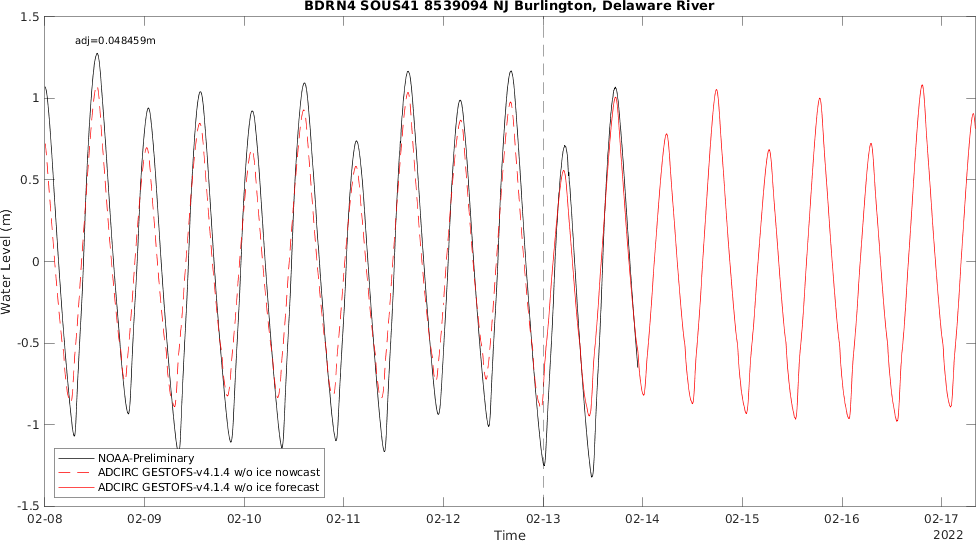 BDRN4 SOUS41 8539094 NJ Burlington, Delaware River
adj=0.048459m
1.5
1
0.5
0
-0.5
-1
-1.5
Water Level (m)
NOAA-Preliminary
ADCIRC GESTOFS-v4.1.4 w/o ice nowcast
ADCIRC GESTOFS-v4.1.4 w/o ice forecast
02-08 02-09 02-10 02-11 02-12 02-13 02-14 02-15 02-16 02-17
Time
2022